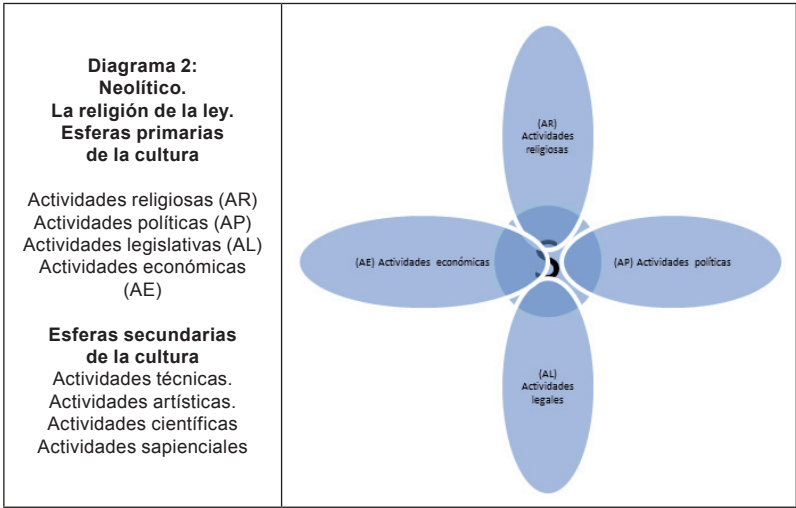 Diagrama 2:
Neolítico.
La religión de la ley.
Esferas primarias
de la cultura
Actividades religiosas (AR)
Actividades políticas (AP)
Actividades legislativas (AL)
Actividades económicas
(AE)
Esferas secundarias
de la cultura
Actividades técnicas.
Actividades artísticas.
Actividades científicas
Actividades sapienciales
(AR)
Actividades
religiosas
(AE) Actividades económicas
(AP) Actividades políticas
(AL)
Actividades
legales